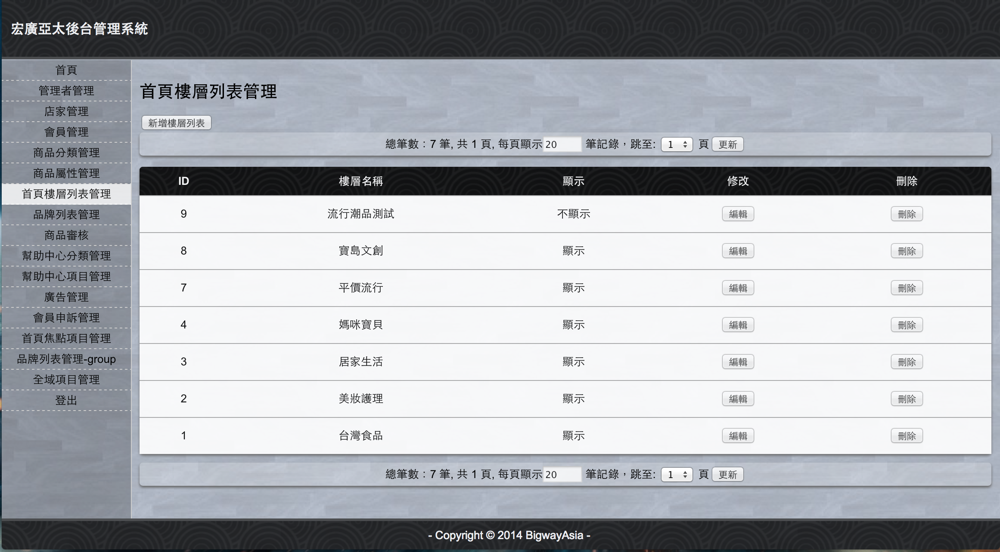 宏廣亞太後台管理系統
首頁
管理者管理
店家管理
會員管理
商品分類管理
商品屬性管理
首頁樓層列表管理
品牌列表管理
商品審核
幫助中心分類管理
幫助中心項目管理
廣告管理
會員申訴管理
首頁焦點項目管理
品牌列表管理-group
全域項目管理
登出
首頁樓層列表管理
新增樓層列表
總筆數：7 筆, 共 1 頁, 每頁顯示 20 筆記錄，跳至: 1 頁 更新
ID 樓層名稱 顯示 修改 刪除
9 流行潮品測試 不顯示 編輯 刪除
8 寶島文創 顯示 編輯 刪除
7 平價流行 顯示 編輯 刪除
4 媽咪寶貝 顯示 編輯 刪除
3 居家生活 顯示 編輯 刪除
2 美妝護理 顯示 編輯 刪除
1 台灣食品 顯示 編輯 刪除
總筆數：7 筆, 共 1 頁, 每頁顯示 20 筆記錄，跳至: 1 頁 更新
- Copyright © 2014 BigwayAsia -